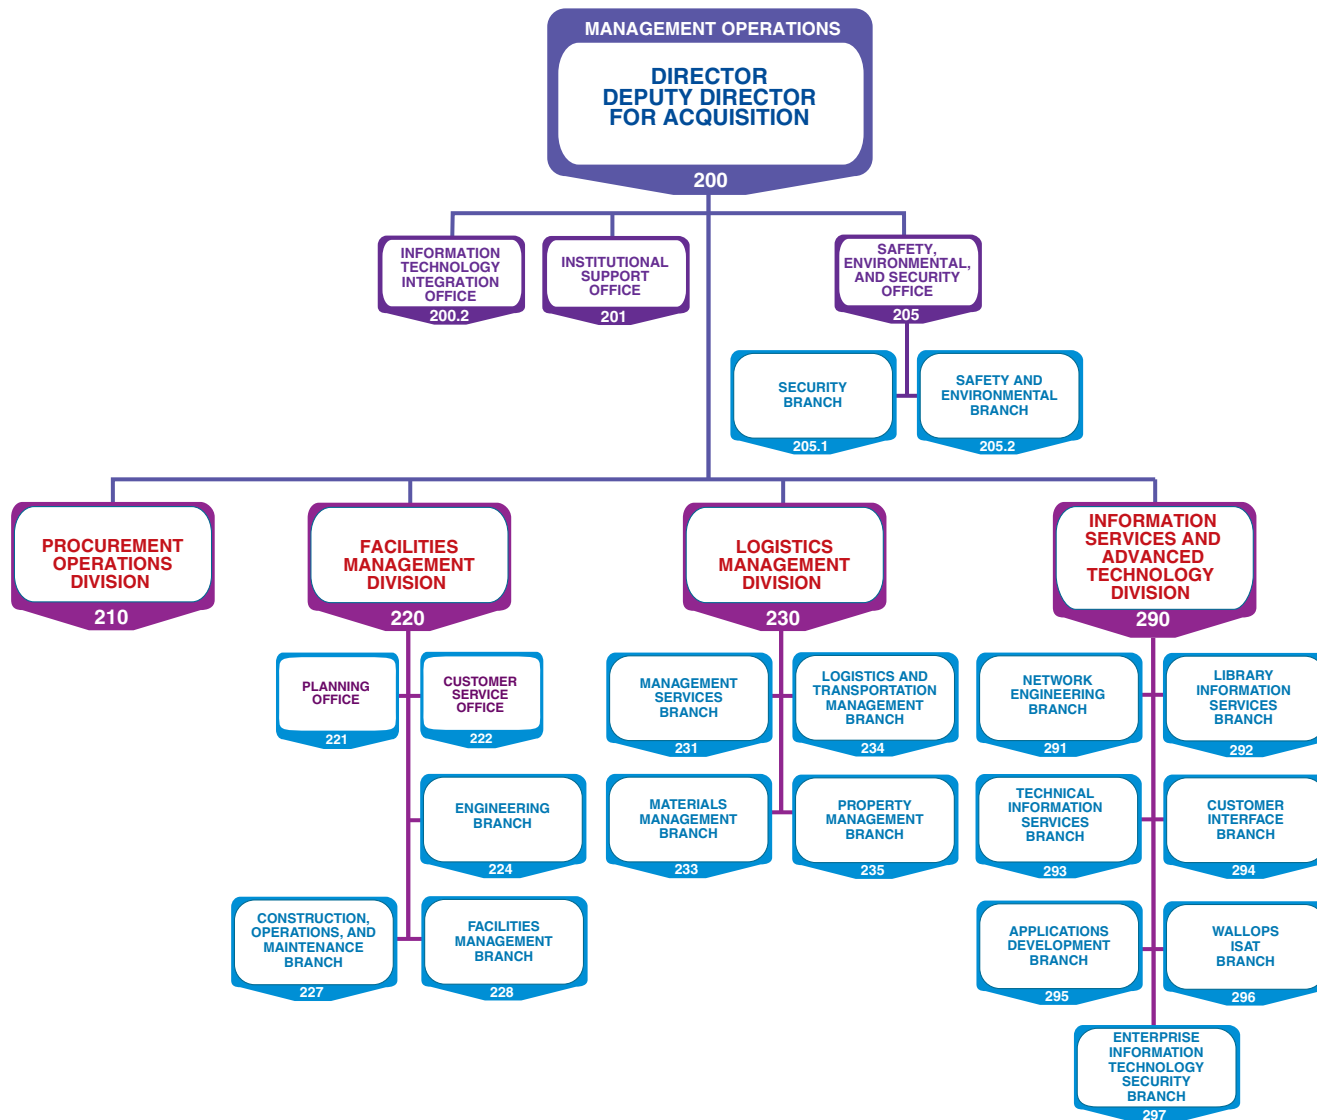 MANAGEMENT OPERATIONS
DIRECTOR
DEPUTY DIRECTOR
FOR ACQUISITION
200
INFORMATION
TECHNOLOGY
INTEGRATION
OFFICE
200.2
INSTITUTIONAL
SUPPORT
OFFICE
201
SAFETY,
ENVIRONMENTAL,
AND SECURITY
OFFICE
205
SECURITY
BRANCH
205.1
SAFETY AND
ENVIRONMENTAL
BRANCH
205.2
PROCUREMENT
OPERATIONS
DIVISION
210
FACILITIES
MANAGEMENT
DIVISION
220
LOGISTICS
MANAGEMENT
DIVISION
230
INFORMATION
SERVICES AND
ADVANCED
TECHNOLOGY
DIVISION
290
PLANNING
OFFICE
221
CUSTOMER
SERVICE
OFFICE
222
ENGINEERING
BRANCH
224
CONSTRUCTION,
OPERATIONS, AND
MAINTENANCE
BRANCH
227
FACILITIES
MANAGEMENT
BRANCH
228
MANAGEMENT
SERVICES
BRANCH
231
LOGISTICS AND
TRANSPORTATION
MANAGEMENT
BRANCH
234
MATERIALS
MANAGEMENT
BRANCH
233
PROPERTY
MANAGEMENT
BRANCH
235
NETWORK
ENGINEERING
BRANCH
291
LIBRARY
INFORMATION
SERVICES
BRANCH
292
TECHNICAL
INFORMATION
SERVICES
BRANCH
293
CUSTOMER
INTERFACE
BRANCH
294
APPLICATIONS
DEVELOPMENT
BRANCH
295
WALLOPS
ISAT
BRANCH
296
ENTERPRISE
INFORMATION
TECHNOLOGY
SECURITY
BRANCH
297